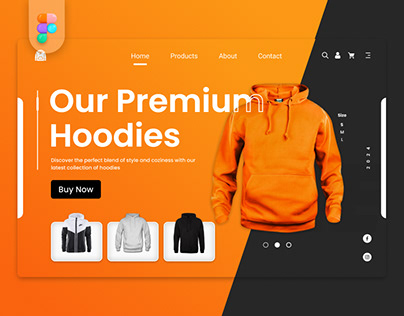 Home Products About Contact
Our Premium
Hoodies
Discover the perfect blend of style and coziness with our
latest collection of hoodies
Buy Now
Size
S
M
L
2024